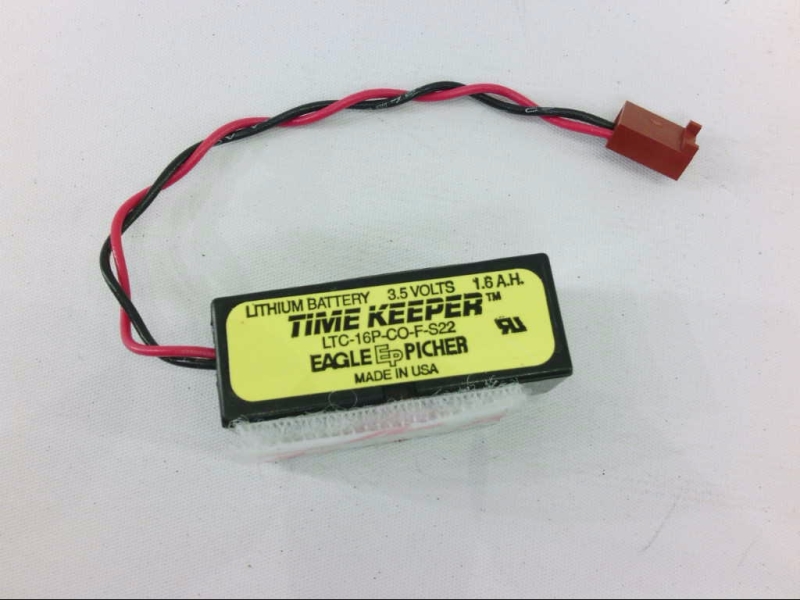 LITHIUM BATTERY 3.5 VOLTS 1.6 A.H.
TIME KEEPER™
LTC-16P-CO-F-S22
EAGLE EP PICHER
MADE IN USA